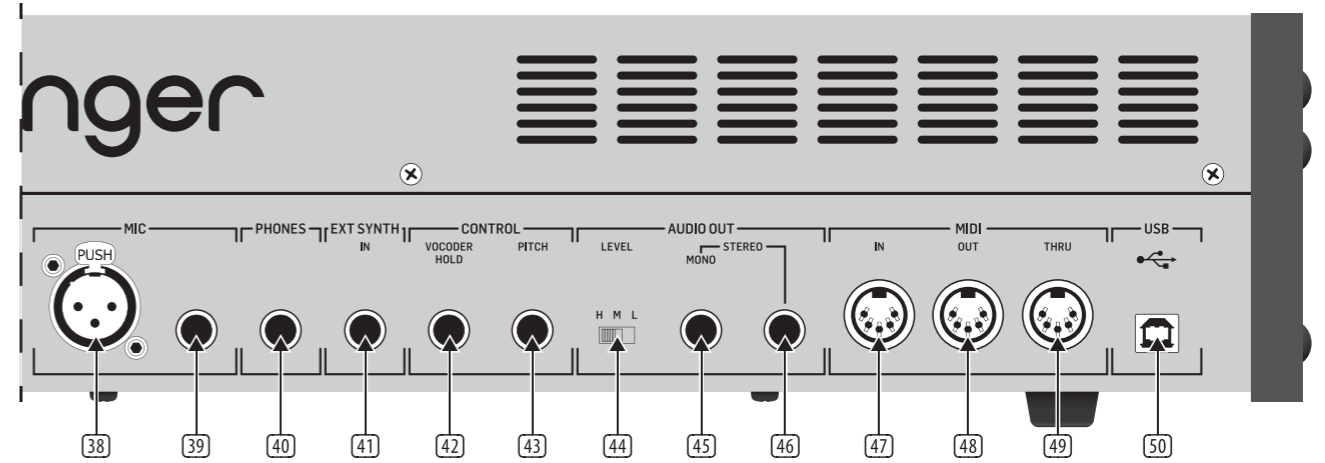 nger
MIC PHONES EXT SYNTH CONTROL AUDIO OUT MIDI USB
PUSH IN VOCODER HOLD PITCH LEVEL MONO STEREO IN OUT THRU
H M L
38 39 40 41 42 43 44 45 46 47 48 49 50